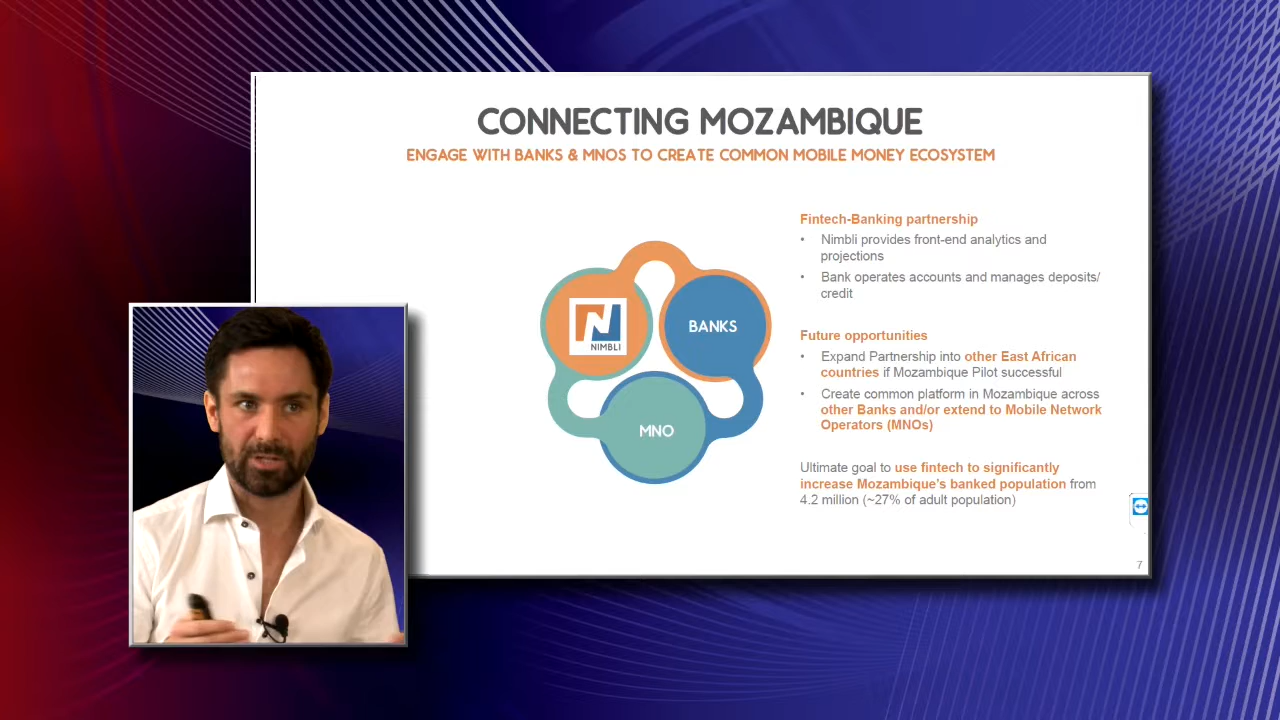 CONNECTING MOZAMBIQUE
ENGAGE WITH BANKS & MNOS TO CREATE COMMON MOBILE MONEY ECOSYSTEM
NIMBLI
BANKS
MNO
Fintech-Banking partnership
• Nimbli provides front-end analytics and
projections
• Bank operates accounts and manages deposits/
credit
Future opportunities
• Expand Partnership into other East African
countries if Mozambique Pilot successful
• Create common platform in Mozambique across
other Banks and/or extend to Mobile Network
Operators (MNOs)
Ultimate goal to use fintech to significantly
increase Mozambique's banked population from
4.2 million (~27% of adult population)
7